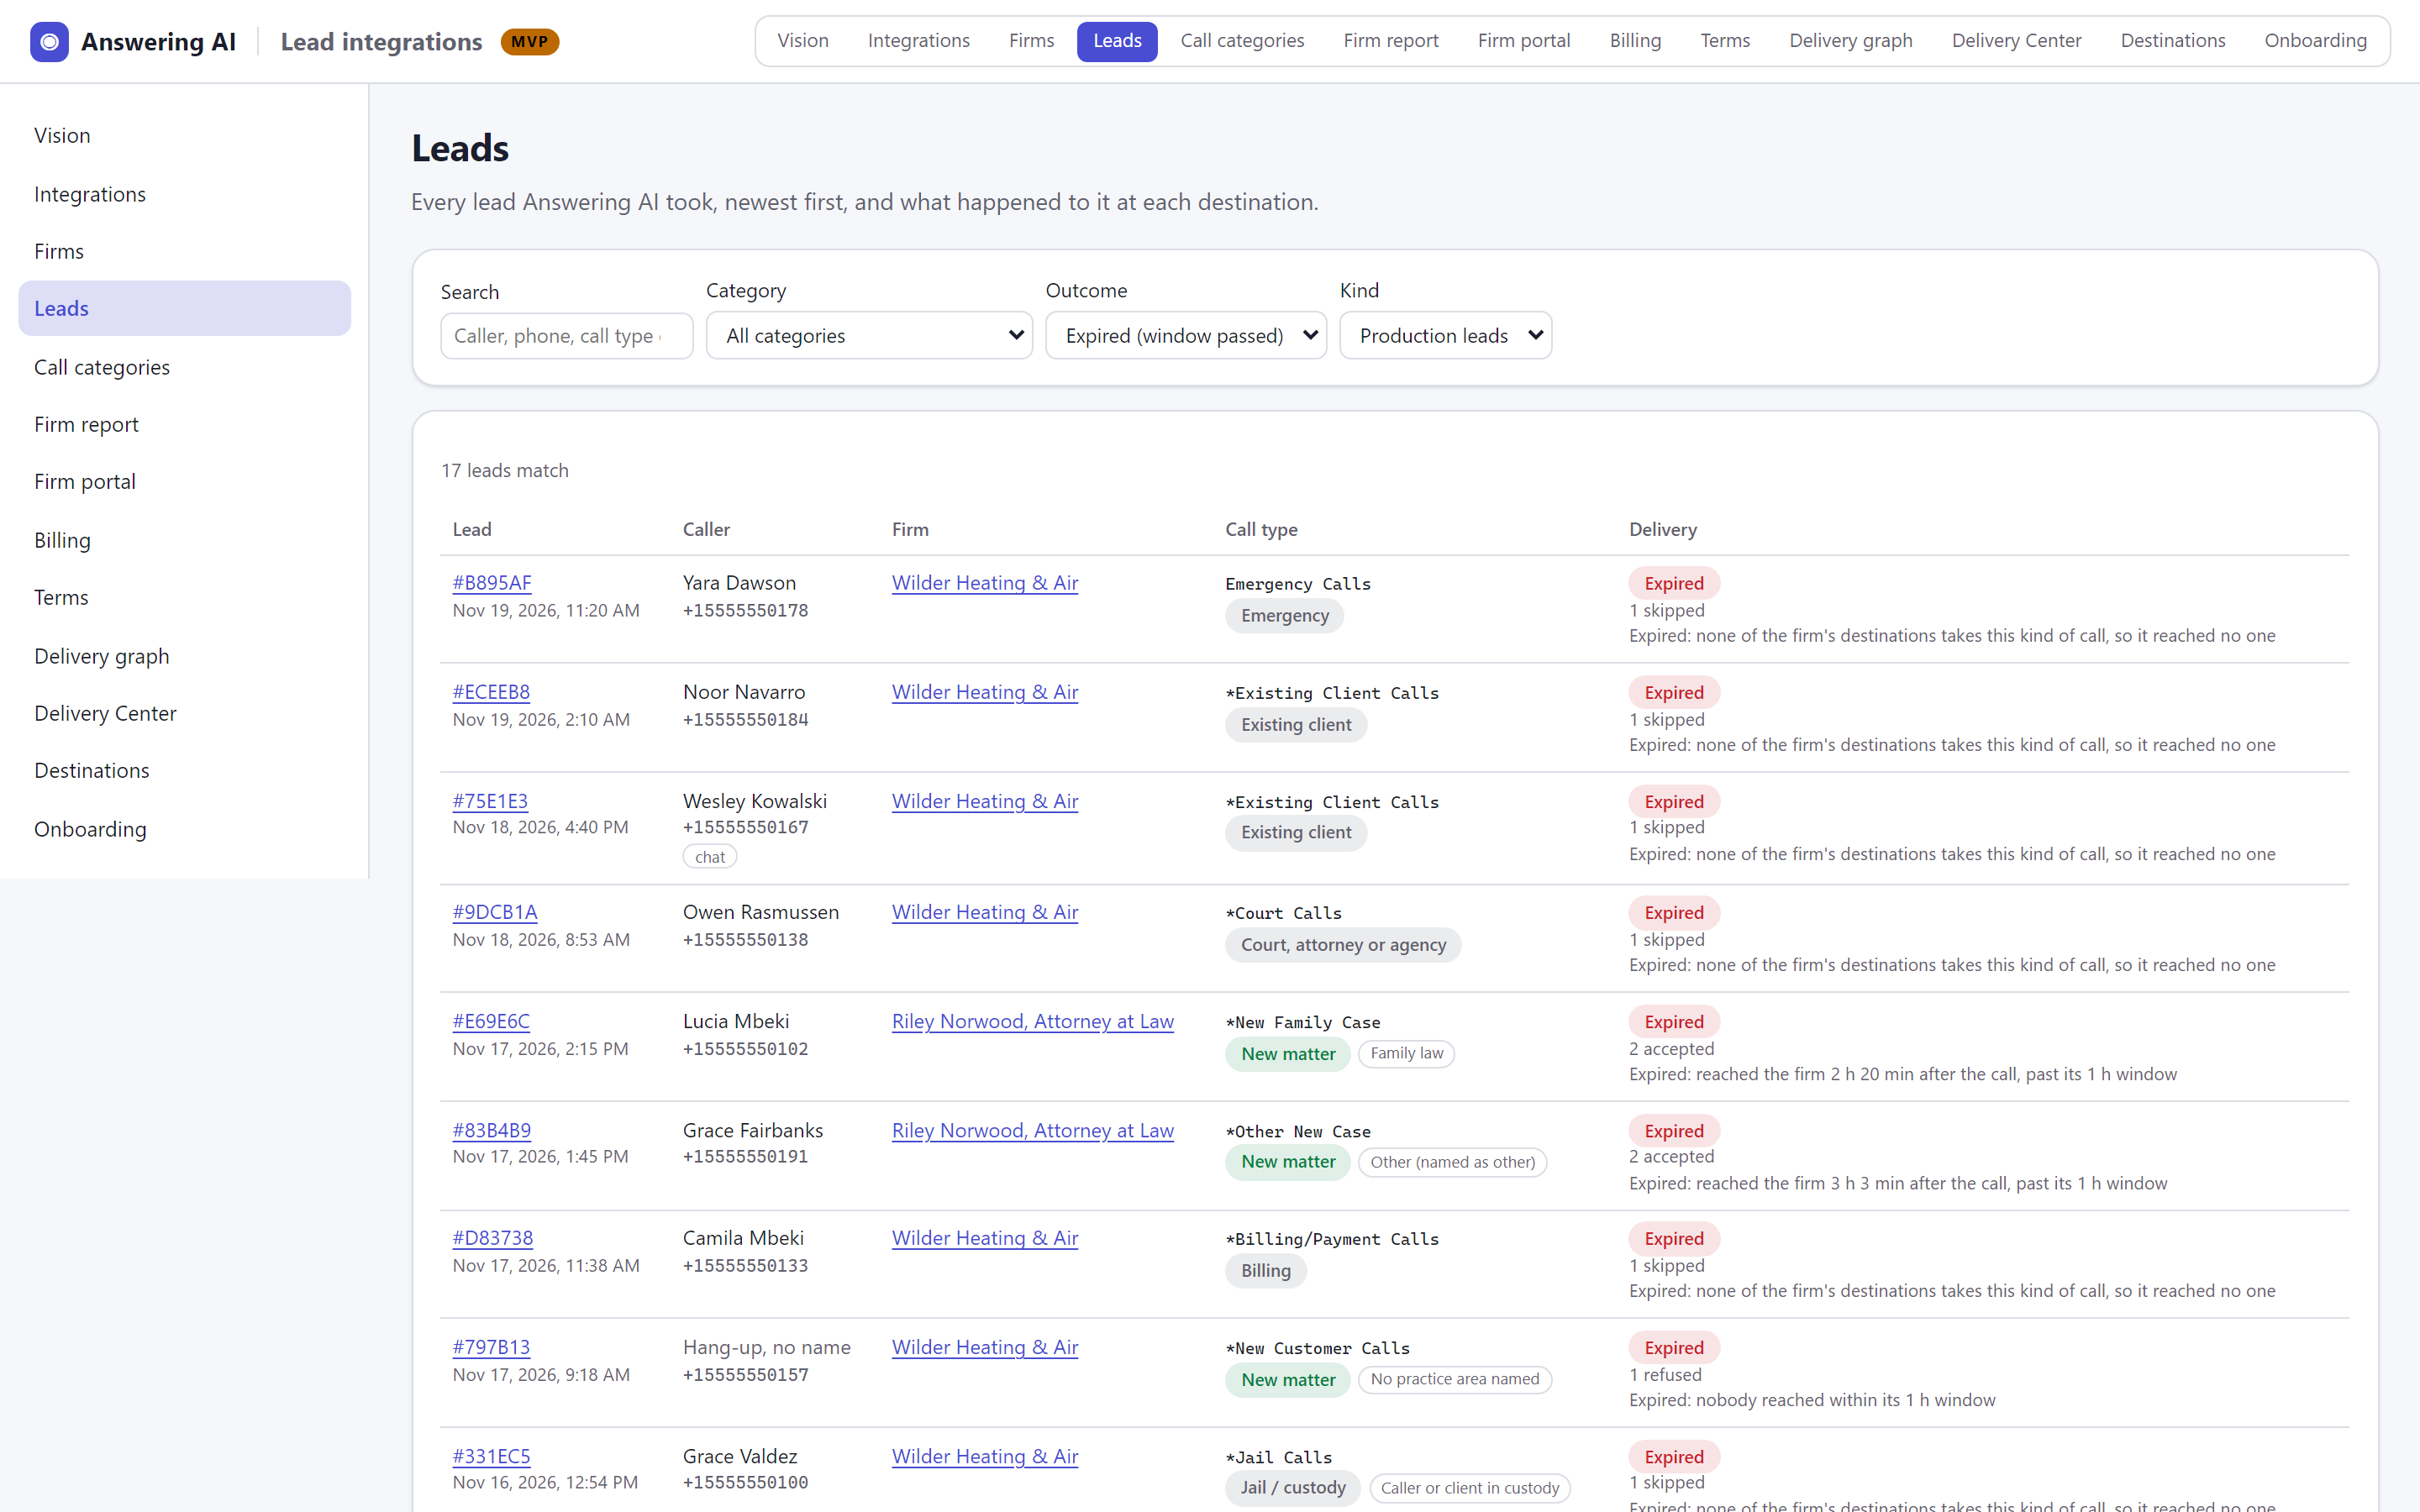 Answering AI
Lead integrations
MVP
Vision
Integrations
Firms
Leads
Call categories
Firm report
Firm portal
Billing
Terms
Delivery graph
Delivery Center
Destinations
Onboarding
Vision
Integrations
Firms
Leads
Call categories
Firm report
Firm portal
Billing
Terms
Delivery graph
Delivery Center
Destinations
Onboarding
Leads
Every lead Answering AI took, newest first, and what happened to it at each destination.
Search
Category
Outcome
Kind
Caller, phone, call type
All categories
Expired (window passed)
Production leads
17 leads match
Lead
Caller
Firm
Call type
Delivery
#B895AF
Nov 19, 2026, 11:20 AM
Yara Dawson
+15555550178
Wilder Heating & Air
Emergency Calls
Emergency
Expired
1 skipped
Expired: none of the firm's destinations takes this kind of call, so it reached no one
#ECEEB8
Nov 19, 2026, 2:10 AM
Noor Navarro
+15555550184
Wilder Heating & Air
*Existing Client Calls
Existing client
Expired
1 skipped
Expired: none of the firm's destinations takes this kind of call, so it reached no one
#75E1E3
Nov 18, 2026, 4:40 PM
Wesley Kowalski
+15555550167
chat
Wilder Heating & Air
*Existing Client Calls
Existing client
Expired
1 skipped
Expired: none of the firm's destinations takes this kind of call, so it reached no one
#9DCB1A
Nov 18, 2026, 8:53 AM
Owen Rasmussen
+15555550138
Wilder Heating & Air
*Court Calls
Court, attorney or agency
Expired
1 skipped
Expired: none of the firm's destinations takes this kind of call, so it reached no one
#E69E6C
Nov 17, 2026, 2:15 PM
Lucia Mbeki
+15555550102
Riley Norwood, Attorney at Law
*New Family Case
New matter
Family law
Expired
2 accepted
Expired: reached the firm 2 h 20 min after the call, past its 1 h window
#83B4B9
Nov 17, 2026, 1:45 PM
Grace Fairbanks
+15555550191
Riley Norwood, Attorney at Law
*Other New Case
New matter
Other (named as other)
Expired
2 accepted
Expired: reached the firm 3 h 3 min after the call, past its 1 h window
#D83738
Nov 17, 2026, 11:38 AM
Camila Mbeki
+15555550133
Wilder Heating & Air
*Billing/Payment Calls
Billing
Expired
1 skipped
Expired: none of the firm's destinations takes this kind of call, so it reached no one
#797B13
Nov 17, 2026, 9:18 AM
Hang-up, no name
+15555550157
Wilder Heating & Air
*New Customer Calls
New matter
No practice area named
Expired
1 refused
Expired: nobody reached within its 1 h window
#331EC5
Nov 16, 2026, 12:54 PM
Grace Valdez
+15555550100
Wilder Heating & Air
*Jail Calls
Jail / custody
Caller or client in custody
Expired
1 skipped
Expired: none of the firm's destinations takes this kind of call, so it reached no one